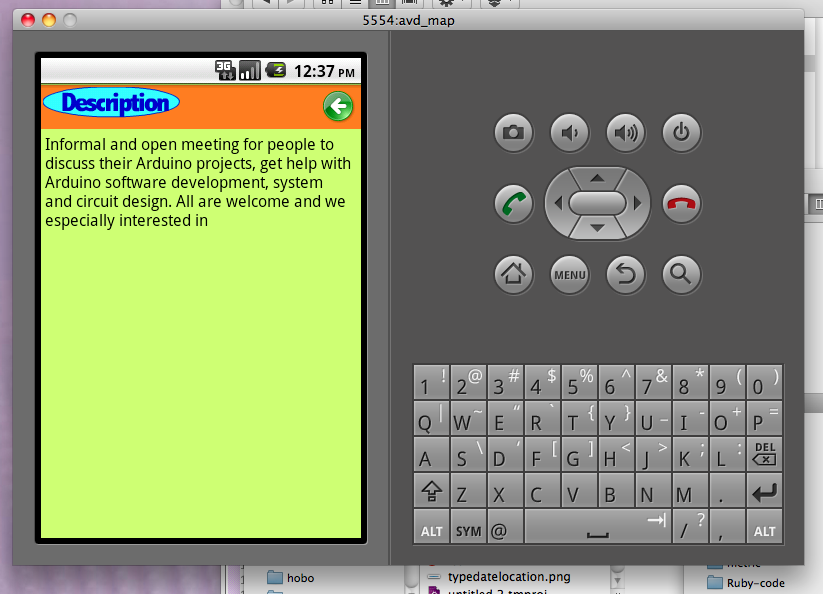 5554:avd_map
3G
12:37 PM
Description
Informal and open meeting for people to
discuss their Arduino projects, get help with
Arduino software development, system
and circuit design. All are welcome and we
especially interested in
MENU
1 ! 2 @ 3 # 4 $ 5 % 6 ^ 7 & 8 * 9 ( 0 )
Q | W ~ E " R ` T { Y } U _ I - O + P =
A S \ D ' F [ G ] H < J > K ; L : DEL
Z X C V B N M .
ALT SYM @ / ? , ALT
hobo
typedatelocation.png
untitled 2.tmproj
metric
Ruby-code